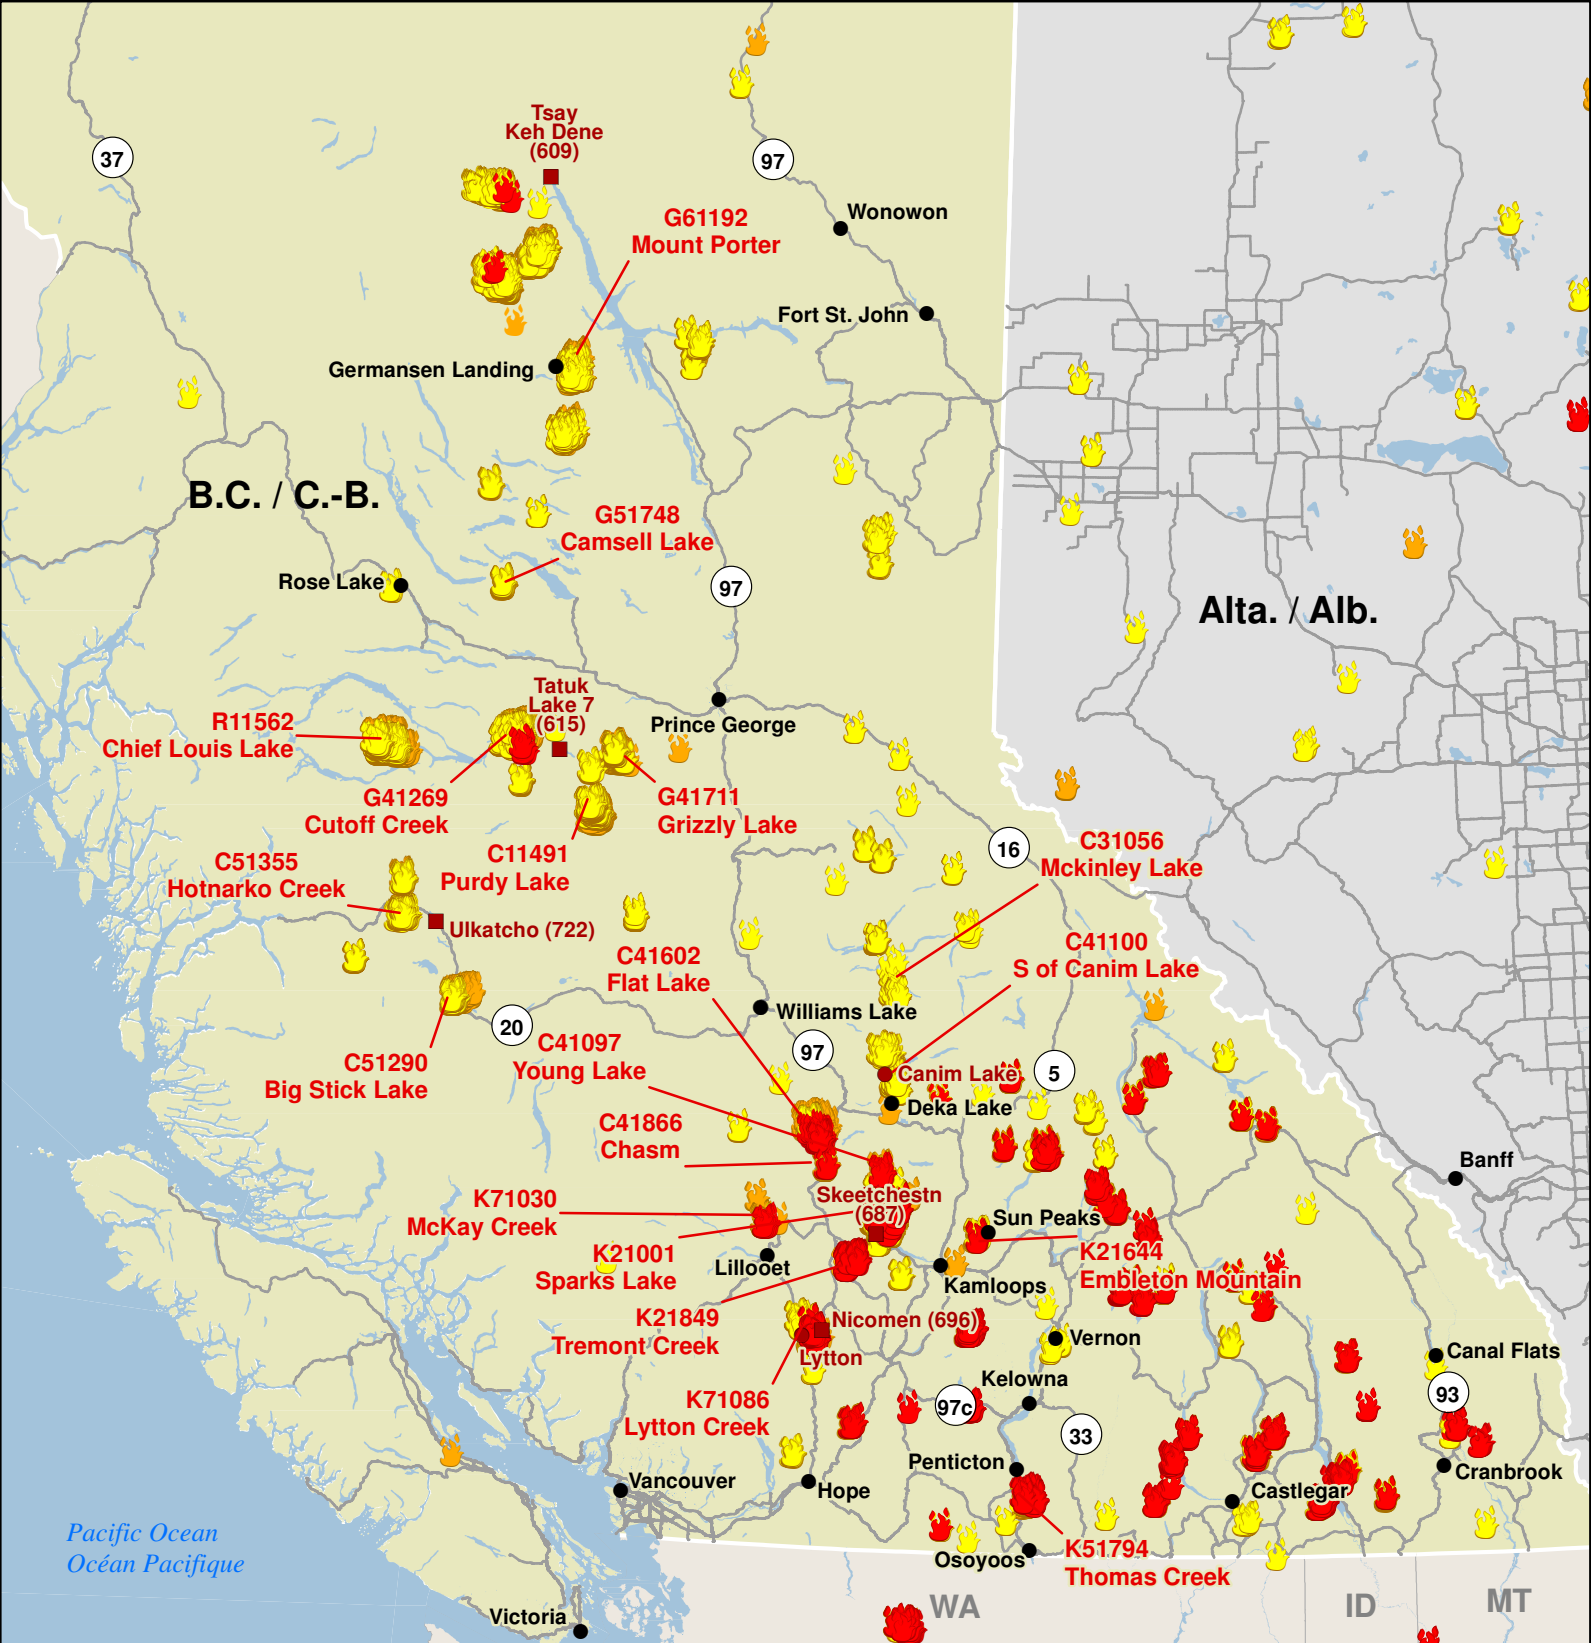 Tsay
Keh Dene
(609)
37
97
Wonowon
G61192
Mount Porter
Fort St. John
Germansen Landing
B.C. / C.-B.
G51748
Camsell Lake
Rose Lake
97
Alta. / Alb.
Tatuk
Lake 7
(615)
Prince George
R11562
Chief Louis Lake
G41269
Cutoff Creek
G41711
Grizzly Lake
C11491
Purdy Lake
16
C31056
Mckinley Lake
C51355
Hotnarko Creek
Ulkatcho (722)
C41602
Flat Lake
C41100
S of Canim Lake
Williams Lake
20
97
C41097
Young Lake
C51290
Big Stick Lake
Canim Lake
5
Deka Lake
C41866
Chasm
Banff
Skeetchestn
(687)
K71030
McKay Creek
Sun Peaks
K21001
Sparks Lake
Lillooet
K21644
Embleton Mountain
Kamloops
K21849
Tremont Creek
Nicomen (696)
Lytton
Vernon
Canal Flats
K71086
Lytton Creek
Kelowna
97c
93
33
Penticton
Vancouver
Hope
Castlegar
Cranbrook
Pacific Ocean
Océan Pacifique
Osoyoos
K51794
Thomas Creek
WA
ID
MT
Victoria